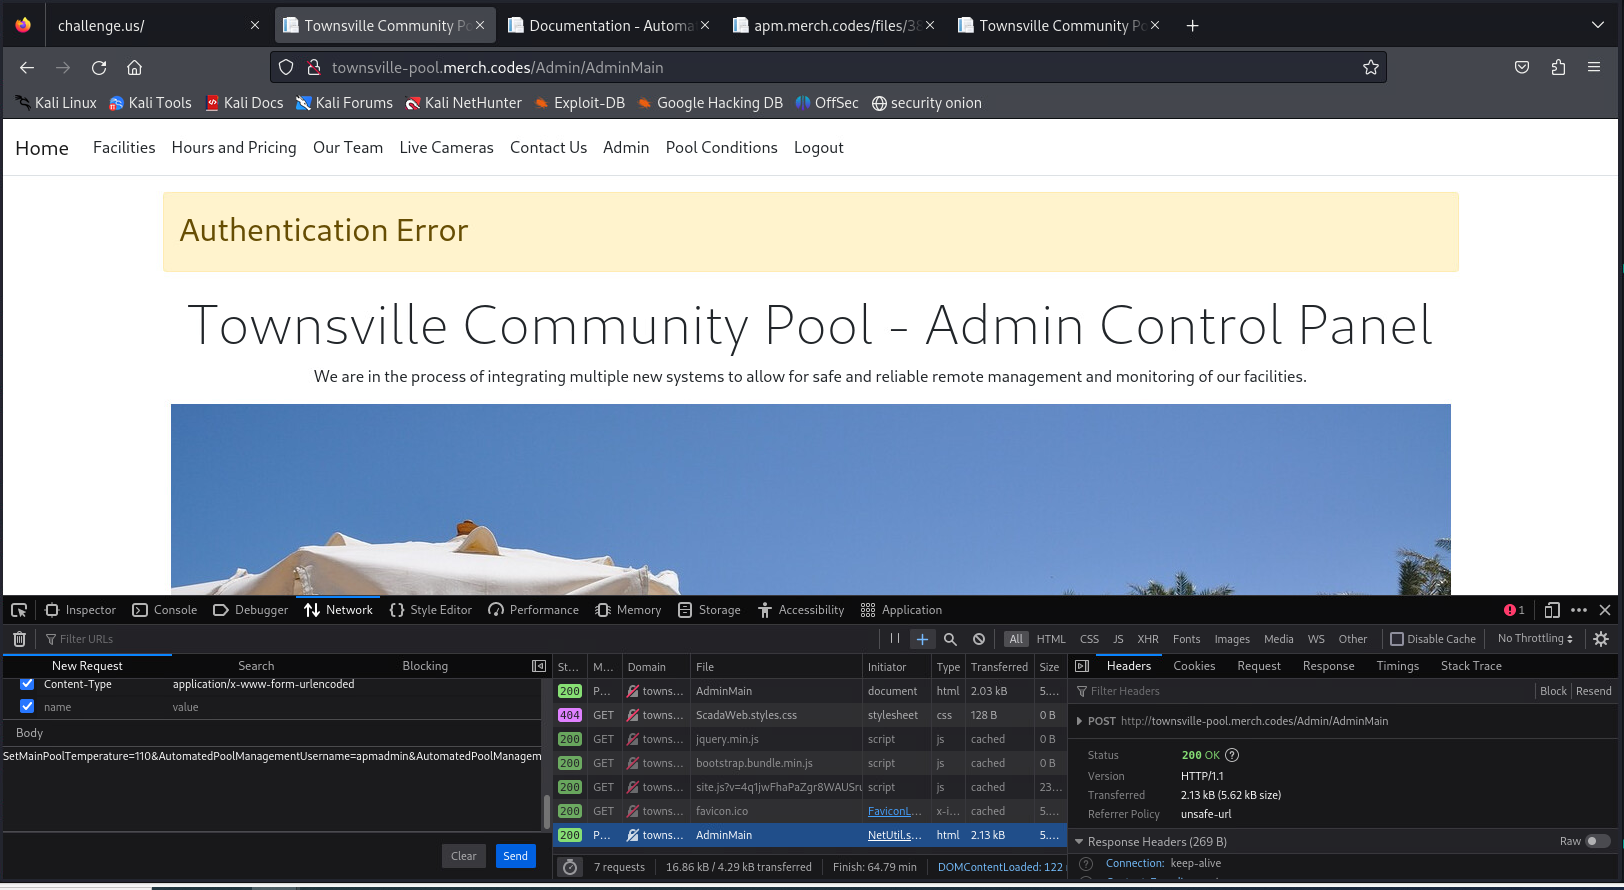 challenge.us/
Townsville Community Po
Documentation - Automa
apm.merch.codes/files/38
Townsville Community Po
townsville-pool.merch.codes/Admin/AdminMain
Kali Linux
Kali Tools
Kali Docs
Kali Forums
Kali NetHunter
Exploit-DB
Google Hacking DB
OffSec
security onion
Home
Facilities
Hours and Pricing
Our Team
Live Cameras
Contact Us
Admin
Pool Conditions
Logout
Authentication Error
Townsville Community Pool - Admin Control Panel
We are in the process of integrating multiple new systems to allow for safe and reliable remote management and monitoring of our facilities.
Inspector
Console
Debugger
Network
Style Editor
Performance
Memory
Storage
Accessibility
Application
1
Filter URLs
All
HTML
CSS
JS
XHR
Fonts
Images
Media
WS
Other
Disable Cache
No Throttling
New Request
Search
Blocking
Content-Type application/x-www-form-urlencoded
name value
Body
SetMainPoolTemperature=110&AutomatedPoolManagementUsername=apmadmin&AutomatedPoolManagem
Clear
Send
St... M... Domain File Initiator Type Transferred Size
200 P... towns... AdminMain document html 2.03 kB 5....
404 GET towns... ScadaWeb.styles.css stylesheet css 128 B 0 B
200 GET towns... jquery.min.js script js cached 0 B
200 GET towns... bootstrap.bundle.min.js script js cached 0 B
200 GET towns... site.js?v=4q1jwFhaPaZgr8WAUSru script js cached 23...
200 GET towns... favicon.ico FaviconL... x-i... cached 5....
200 P... towns... AdminMain NetUtil.s... html 2.13 kB 5....
7 requests
16.86 kB / 4.29 kB transferred
Finish: 64.79 min
DOMContentLoaded: 122
Headers
Cookies
Request
Response
Timings
Stack Trace
Filter Headers
Block
Resend
POST http://townsville-pool.merch.codes/Admin/AdminMain
Status 200 OK ?
Version HTTP/1.1
Transferred 2.13 kB (5.62 kB size)
Referrer Policy unsafe-url
Response Headers (269 B)
Raw
? Connection: keep-alive